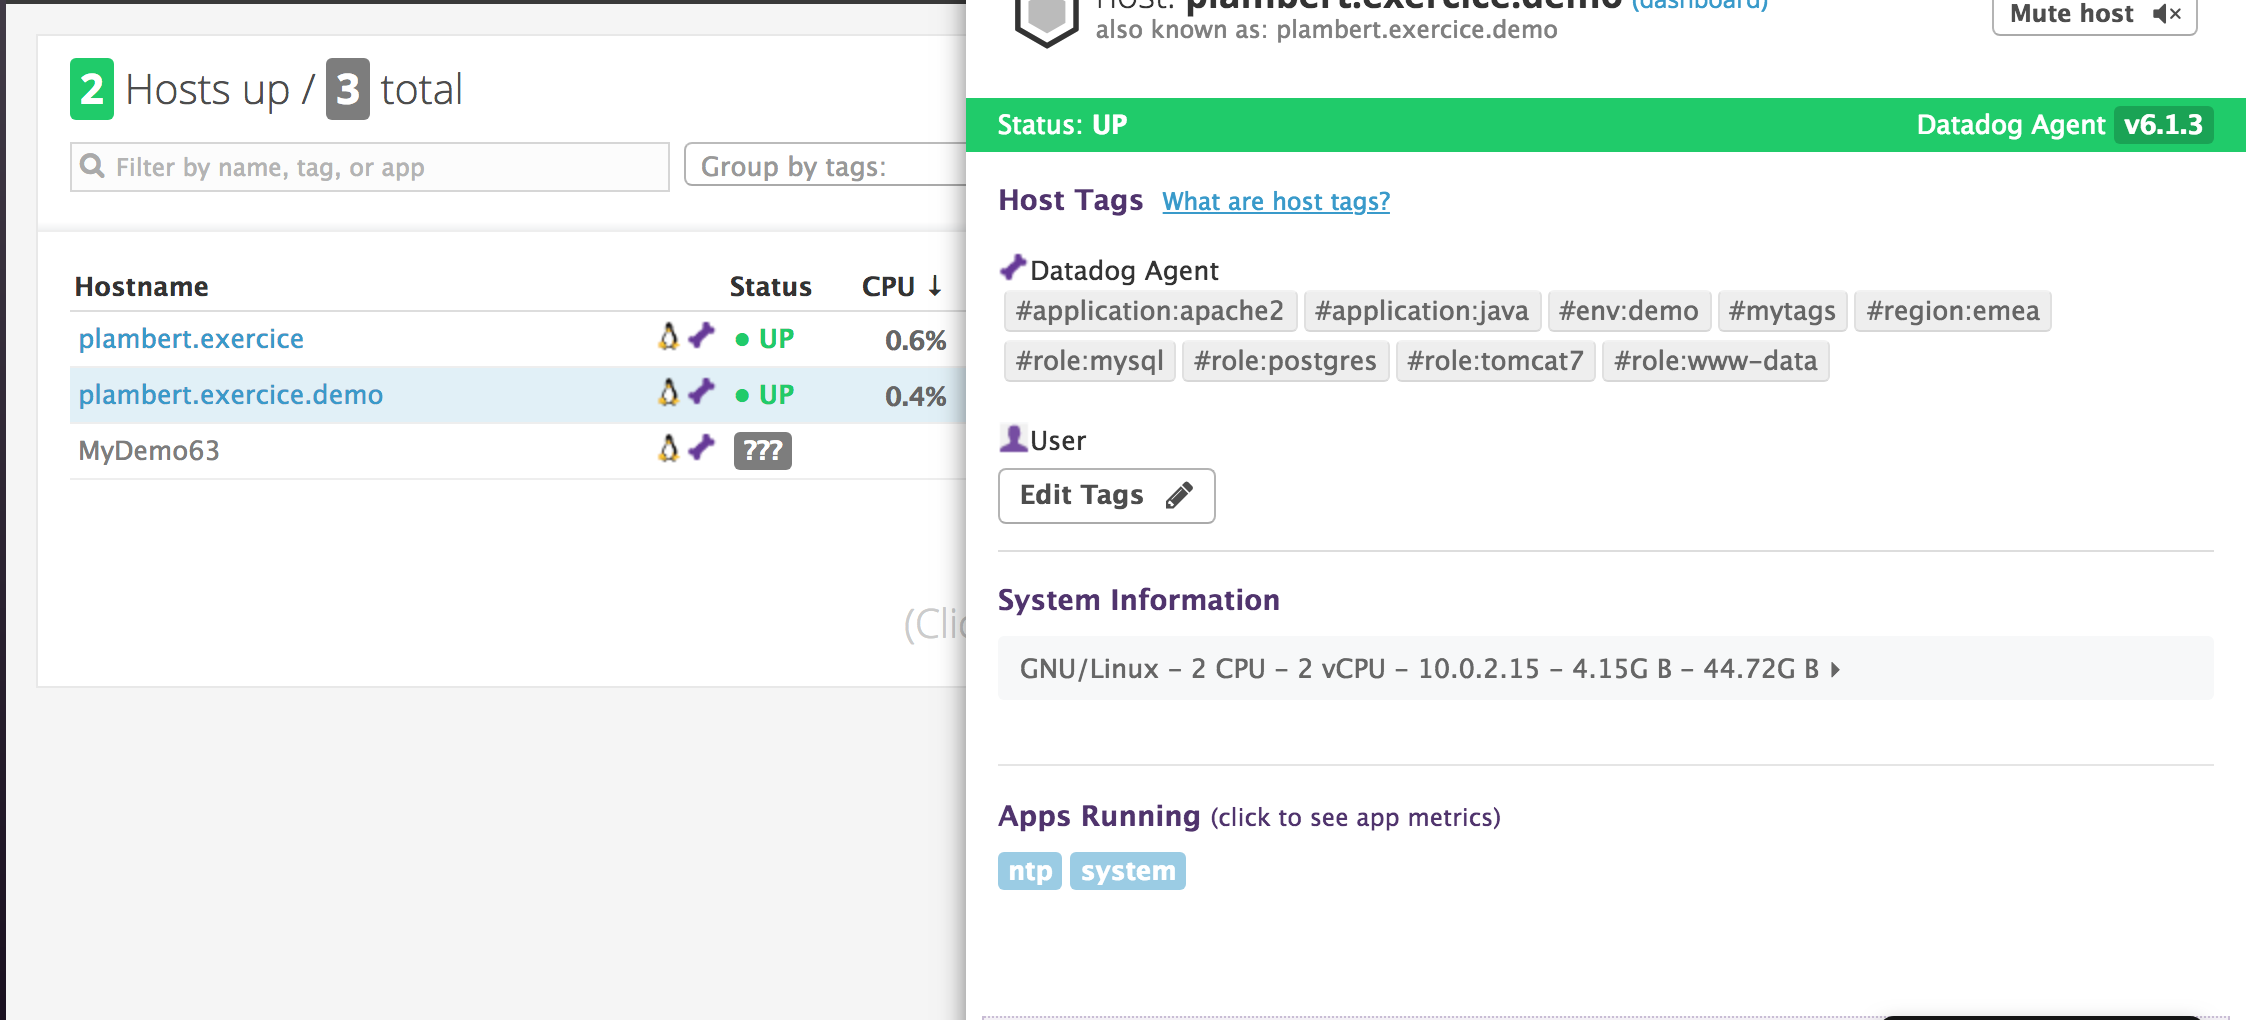 2 Hosts up / 3 total
Filter by name, tag, or app
Group by tags:
Hostname Status CPU ↓
plambert.exercice UP 0.6%
plambert.exercice.demo UP 0.4%
MyDemo63 ???
(Clic
Host: plambert.exercice.demo (dashboard)
also known as: plambert.exercice.demo
Mute host
Status: UP Datadog Agent v6.1.3
Host Tags What are host tags?
Datadog Agent
#application:apache2 #application:java #env:demo #mytags #region:emea
#role:mysql #role:postgres #role:tomcat7 #role:www-data
User
Edit Tags
System Information
GNU/Linux – 2 CPU – 2 vCPU – 10.0.2.15 – 4.15G B – 44.72G B
Apps Running (click to see app metrics)
ntp system